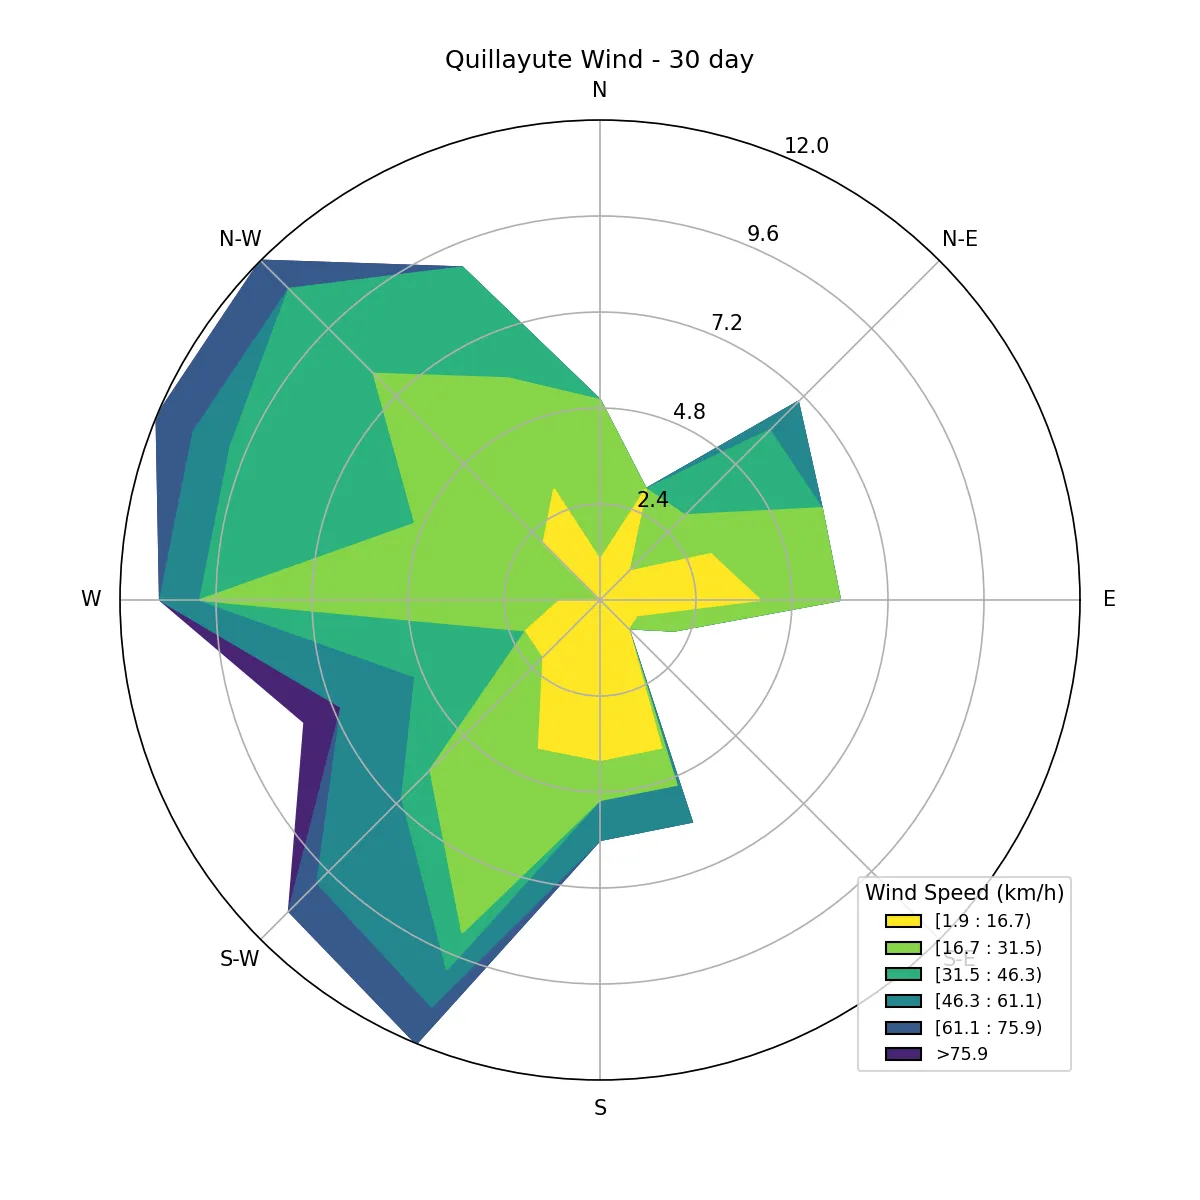 Quillayute Wind - 30 day
N
12.0
9.6
N-W
N-E
7.2
4.8
2.4
W
E
S-W
S-E
S
Wind Speed (km/h)
[1.9 : 16.7)
[16.7 : 31.5)
[31.5 : 46.3)
[46.3 : 61.1)
[61.1 : 75.9)
>75.9